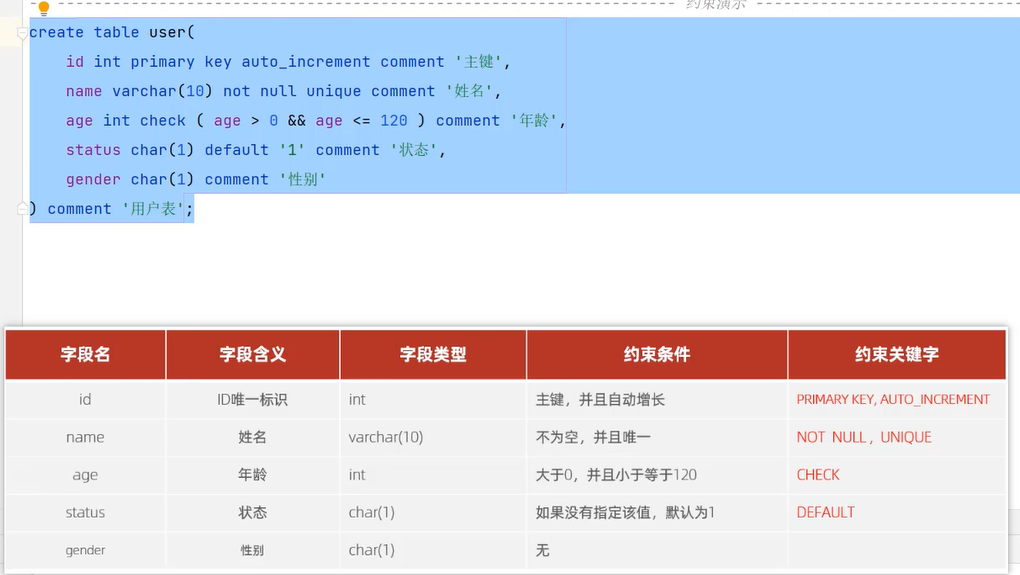 约束演示
create table user(
id int primary key auto_increment comment '主键',
name varchar(10) not null unique comment '姓名',
age int check ( age > 0 && age <= 120 ) comment '年龄',
status char(1) default '1' comment '状态',
gender char(1) comment '性别'
) comment '用户表';
字段名 字段含义 字段类型 约束条件 约束关键字
id ID唯一标识 int 主键，并且自动增长 PRIMARY KEY, AUTO_INCREMENT
name 姓名 varchar(10) 不为空，并且唯一 NOT NULL , UNIQUE
age 年龄 int 大于0，并且小于等于120 CHECK
status 状态 char(1) 如果没有指定该值，默认为1 DEFAULT
gender 性别 char(1) 无